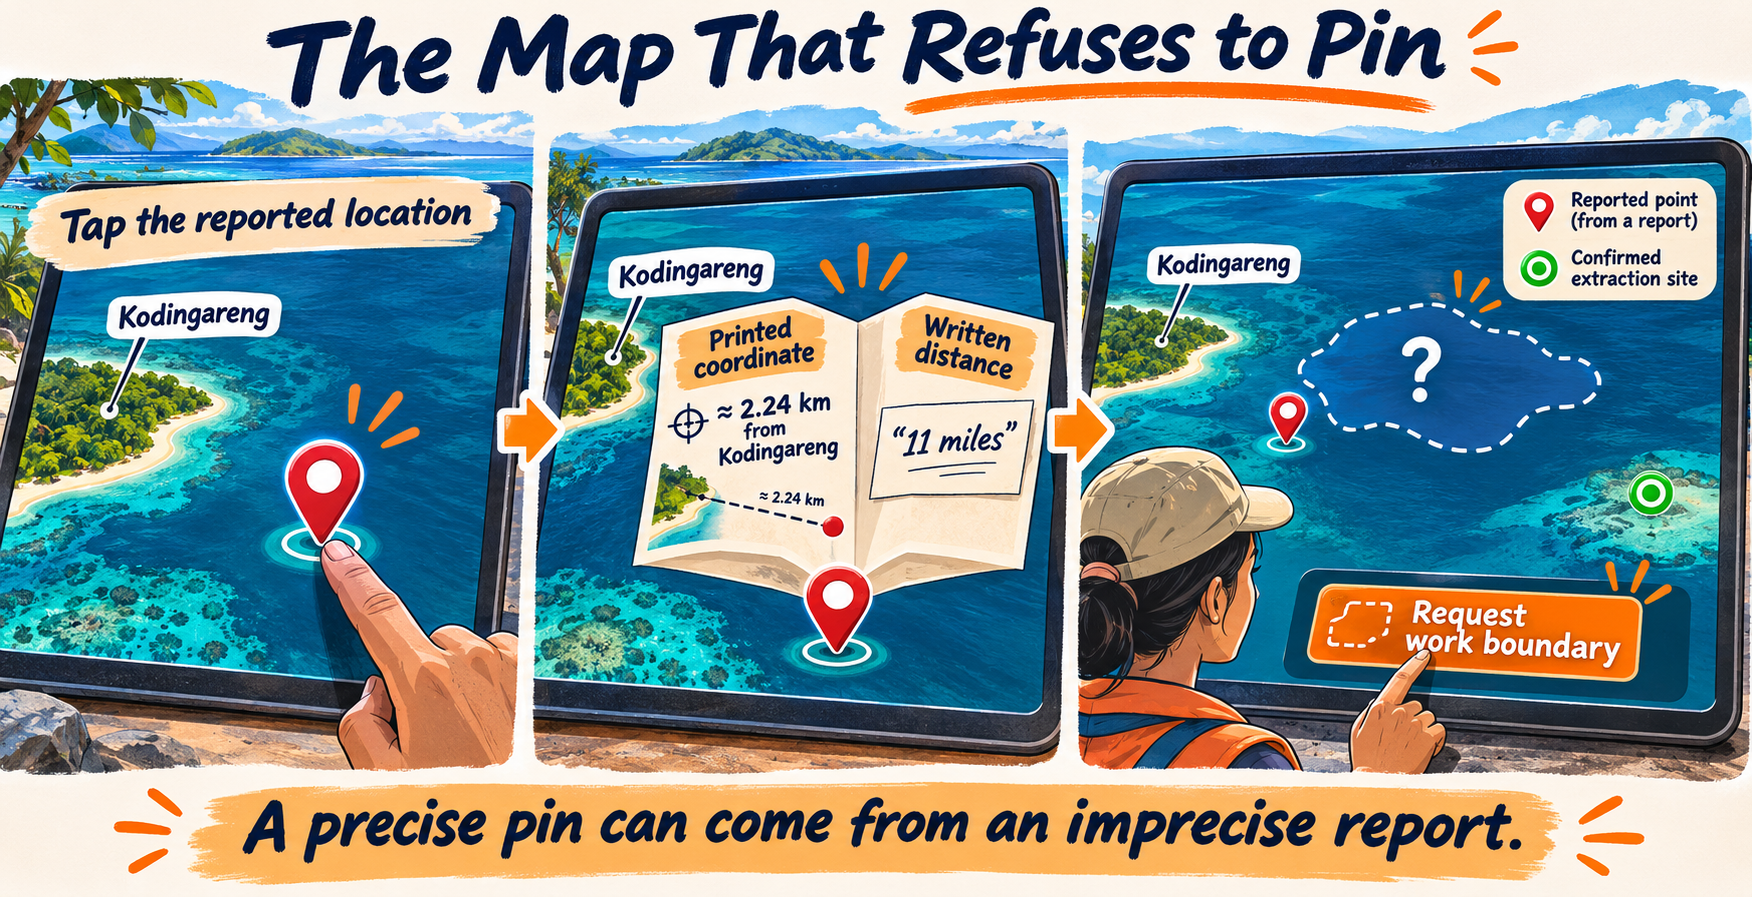 The Map That Refuses to Pin
Tap the reported location
Kodingareng
Kodingareng
Printed
coordinate
≈ 2.24 km
from
Kodingareng
≈ 2.24 km
Written
distance
“11 miles”
Kodingareng
Reported point
(from a report)
Confirmed
extraction site
?
Request
work boundary
A precise pin can come from an imprecise report.